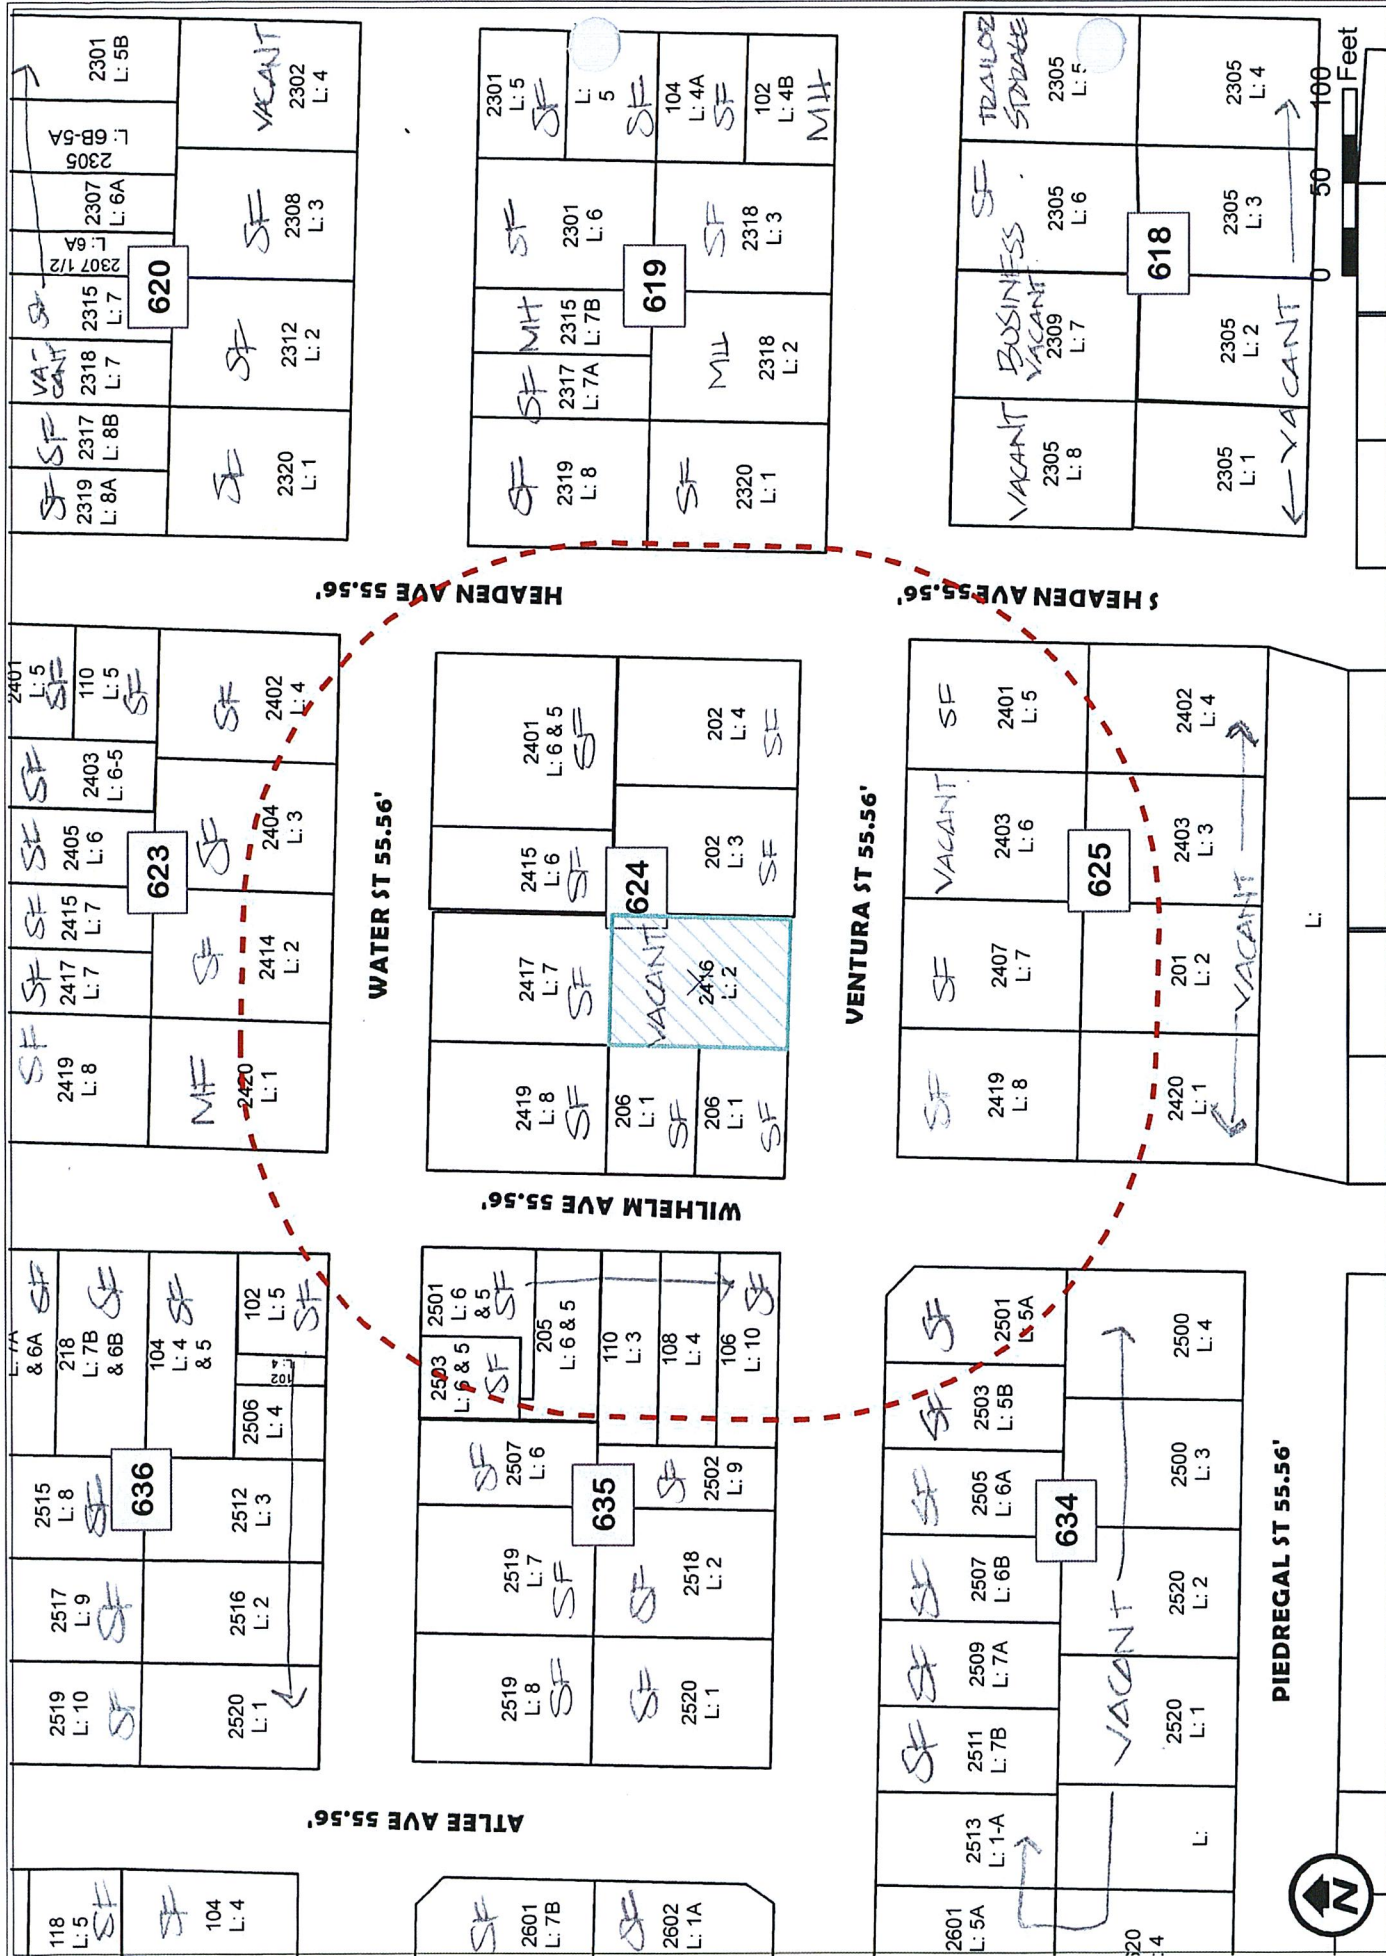 2419
L: 8
SF
2417
L: 7
SF
2415
L: 7
SF
2405
L: 6
SF
2403
L: 6-5
SF
2401
L: 5
SF
110
L: 5
SF
623
2420
L: 1
MF
2414
L: 2
SF
2404
L: 3
SF
2402
L: 4
SF
2319
L: 8A
SF
2317
L: 8B
SF
2318
L: 7
VA-
CANT
2315
L: 7
SF
2307 1/2
L: 6A
2307
L: 6A
2305
L: 6B-5A
2301
L: 5B
620
2320
L: 1
SF
2312
L: 2
SF
2308
L: 3
SF
2302
L: 4
VACANT
118
L: 5
SF
104
L: 4
SF
2519
L: 10
SF
2517
L: 9
SF
2515
L: 8
SF
636
L: 7A
& 6A
SF
218
L: 7B
& 6B
SF
104
L: 4
& 5
SF
102
L: 5
SF
102
L: 4
2506
L: 4
2512
L: 3
2516
L: 2
2520
L: 1
WATER ST 55.56'
ATLEE AVE 55.56'
WILHELM AVE 55.56'
HEADEN AVE 55.56'
2601
L: 7B
SF
2602
L: 1A
SF
2519
L: 8
SF
2519
L: 7
SF
2507
L: 6
SF
2503
L: 6 & 5
SF
2501
L: 6
& 5
SF
205
L: 6 & 5
110
L: 3
108
L: 4
106
L: 10
SF
635
2520
L: 1
SF
2518
L: 2
SF
2502
L: 9
SF
2419
L: 8
SF
2417
L: 7
SF
2415
L: 6
SF
2401
L: 6 & 5
SF
624
206
L: 1
SF
206
L: 1
SF
VACANT
2416
L: 2
202
L: 3
SF
202
L: 4
SF
2319
L: 8
SF
2317
L: 7A
SF
2315
L: 7B
MH
2301
L: 6
SF
2301
L: 5
SF
L:
5
SF
104
L: 4A
SF
102
L: 4B
MH
619
2320
L: 1
SF
2318
L: 2
MH
2318
L: 3
SF
VENTURA ST 55.56'
S HEADEN AVE 55.56'
2601
L: 5A
2513
L: 1-A
2511
L: 7B
SF
2509
L: 7A
SF
2507
L: 6B
SF
2505
L: 6A
SF
2503
L: 5B
SF
2501
L: 5A
SF
634
VACANT
L:
2520
L: 1
2520
L: 2
2500
L: 3
2500
L: 4
2419
L: 8
SF
2407
L: 7
SF
2403
L: 6
VACANT
2401
L: 5
SF
625
2420
L: 1
201
L: 2
2403
L: 3
2402
L: 4
VACANT
L:
VACANT
2305
L: 8
BUSINESS
VACANT
2309
L: 7
SF
2305
L: 6
TRAILOR
STORAGE
2305
L: 5
618
2305
L: 1
2305
L: 2
2305
L: 3
2305
L: 4
VACANT
PIEDREGAL ST 55.56'
N
0 50 100
Feet